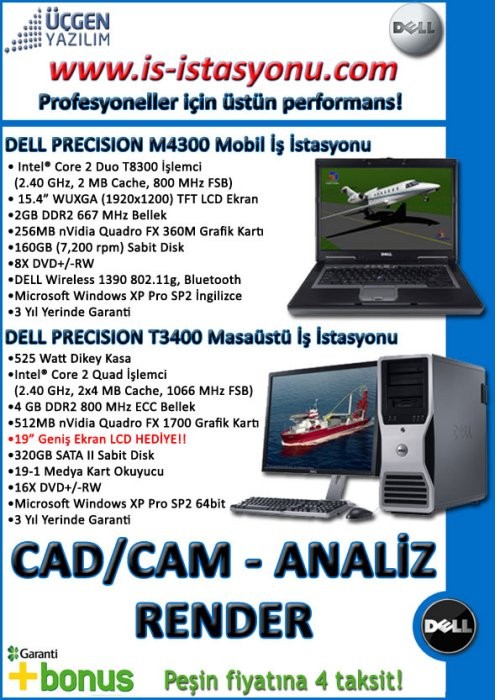 ÜÇGEN
YAZILIM
DELL
www.is-istasyonu.com
Profesyoneller için üstün performans!
DELL PRECISION M4300 Mobil İş İstasyonu
• Intel® Core 2 Duo T8300 İşlemci
(2.40 GHz, 2 MB Cache, 800 MHz FSB)
• 15.4” WUXGA (1920x1200) TFT LCD Ekran
•2GB DDR2 667 MHz Bellek
•256MB nVidia Quadro FX 360M Grafik Kartı
•160GB (7,200 rpm) Sabit Disk
•8X DVD+/-RW
•DELL Wireless 1390 802.11g, Bluetooth
•Microsoft Windows XP Pro SP2 İngilizce
•3 Yıl Yerinde Garanti
DELL
DELL PRECISION T3400 Masaüstü İş İstasyonu
•525 Watt Dikey Kasa
•Intel® Core 2 Quad İşlemci
(2.40 GHz, 2x4 MB Cache, 1066 MHz FSB)
•4 GB DDR2 800 MHz ECC Bellek
•512MB nVidia Quadro FX 1700 Grafik Kartı
•19” Geniş Ekran LCD HEDİYE!!
•320GB SATA II Sabit Disk
•19-1 Medya Kart Okuyucu
•16X DVD+/-RW
•Microsoft Windows XP Pro SP2 64bit
•3 Yıl Yerinde Garanti
CAD/CAM - ANALİZ
RENDER
DELL
Garanti
+bonus
Peşin fiyatına 4 taksit!